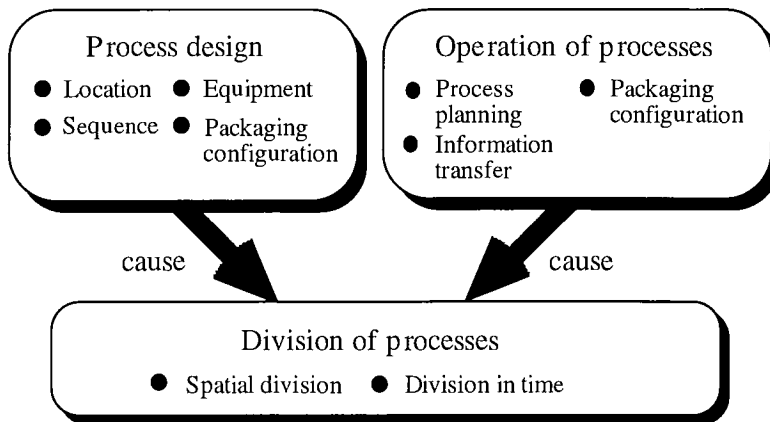 Process design
● Location ● Equipment
● Sequence ● Packaging
configuration
Operation of processes
● Process ● Packaging
planning configuration
● Information
transfer
cause
cause
Division of processes
● Spatial division ● Division in time